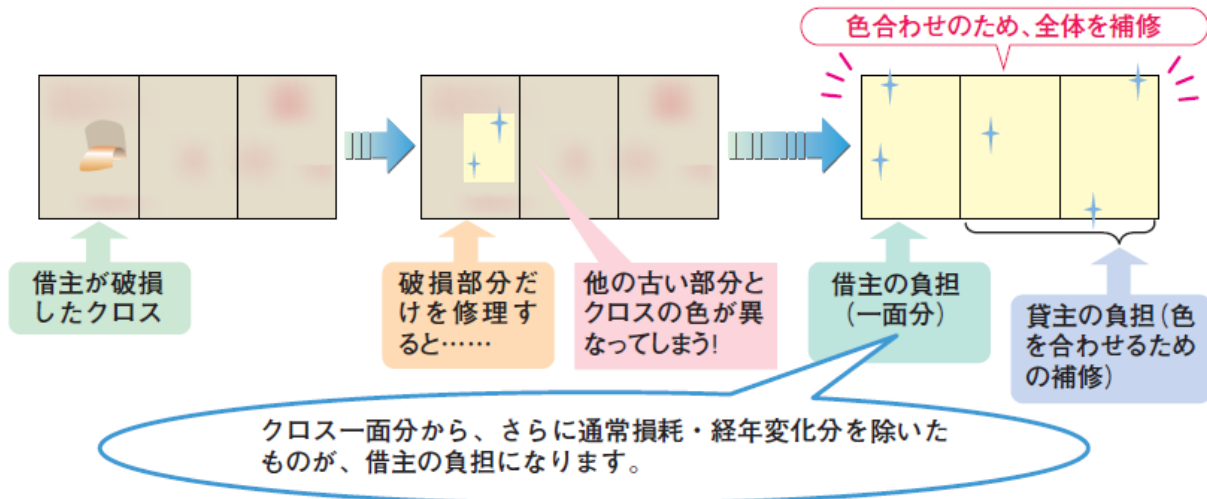 色合わせのため、全体を補修
借主が破損
したクロス
破損部分だ
けを修理す
ると……
他の古い部分と
クロスの色が異
なってしまう!
借主の負担
(一面分)
貸主の負担(色
を合わせるため
の補修)
クロス一面分から、さらに通常損耗・経年変化分を除いた
ものが、借主の負担になります。